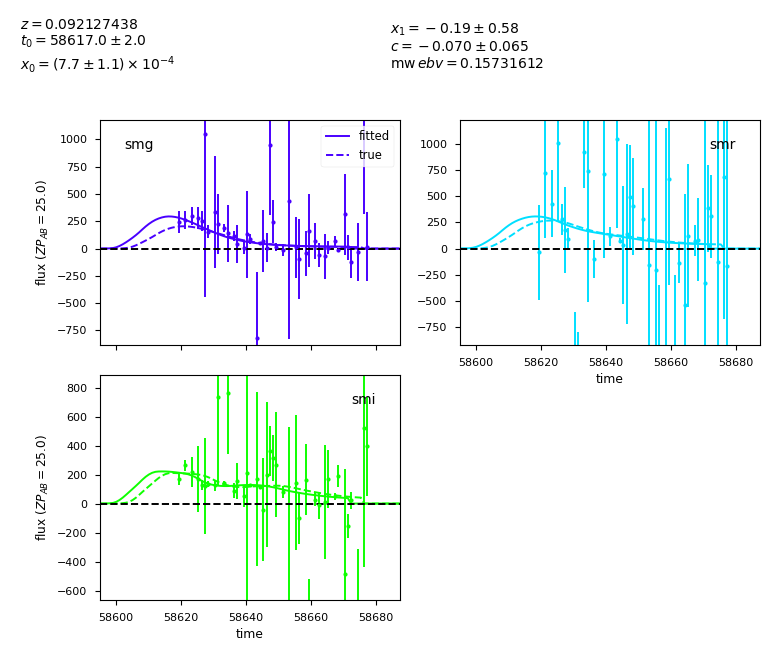 z = 0.092127438
t₀ = 58617.0 ± 2.0
x₀ = (7.7 ± 1.1) × 10⁻⁴
x₁ = −0.19 ± 0.58
c = −0.070 ± 0.065
mw ebv = 0.15731612
smg
fitted
true
1000
750
500
250
0
−250
−500
−750
flux (ZP_AB = 25.0)
smr
1000
750
500
250
0
−250
−500
−750
58600 58620 58640 58660 58680
time
smi
800
600
400
200
0
−200
−400
−600
flux (ZP_AB = 25.0)
58600 58620 58640 58660 58680
time